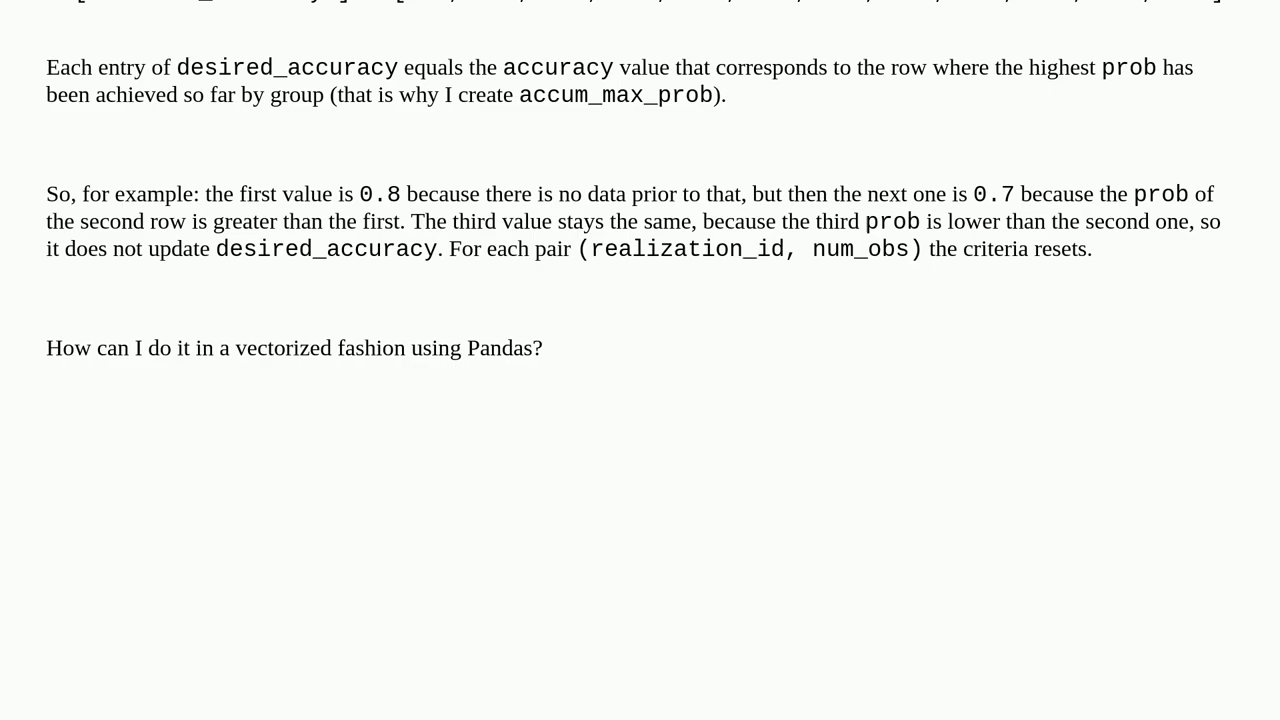 Each entry of desired_accuracy equals the accuracy value that corresponds to the row where the highest prob has
been achieved so far by group (that is why I create accum_max_prob).
So, for example: the first value is 0.8 because there is no data prior to that, but then the next one is 0.7 because the prob of
the second row is greater than the first. The third value stays the same, because the third prob is lower than the second one, so
it does not update desired_accuracy. For each pair (realization_id, num_obs) the criteria resets.
How can I do it in a vectorized fashion using Pandas?